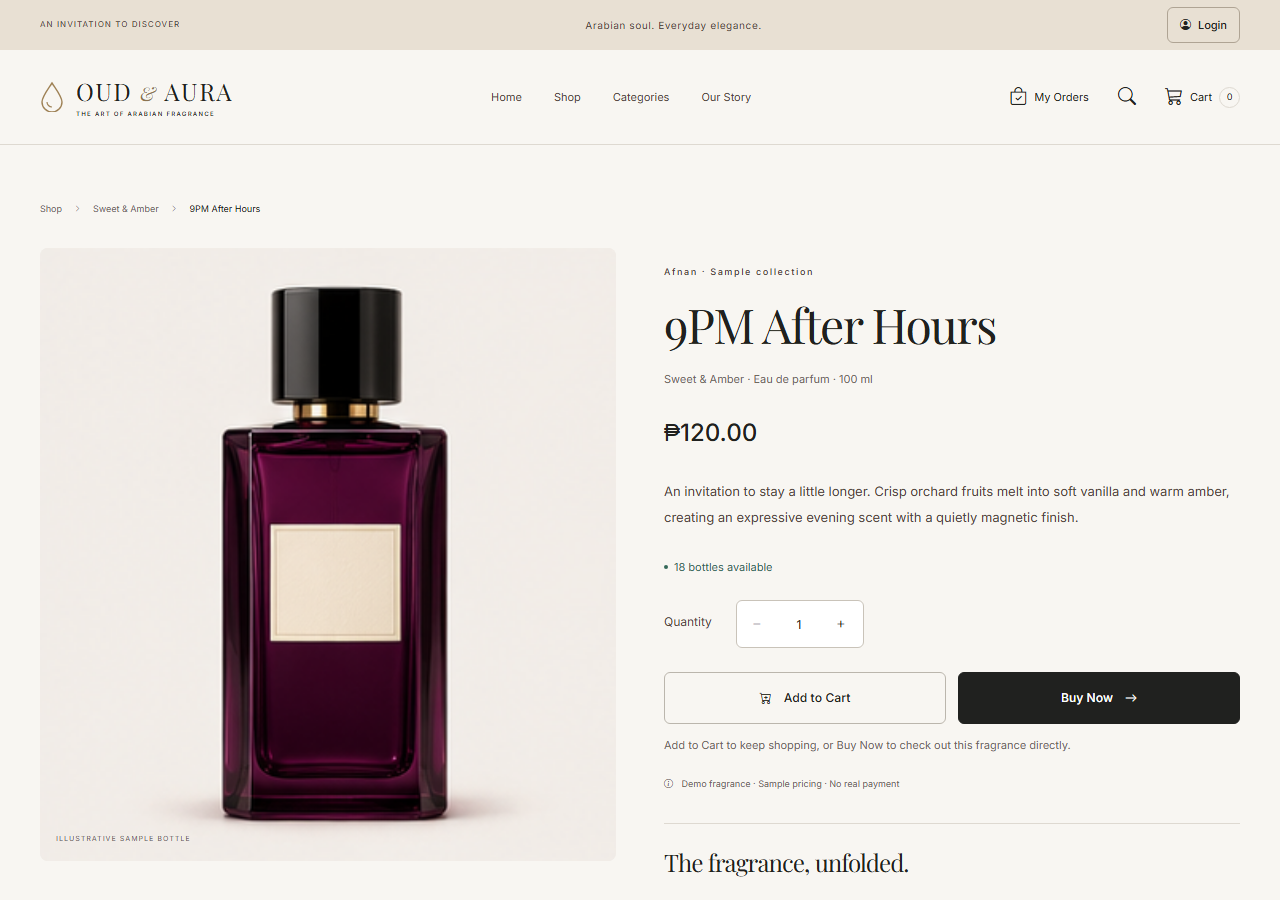 AN INVITATION TO DISCOVER
Arabian soul. Everyday elegance.
Login
OUD & AURA
THE ART OF ARABIAN FRAGRANCE
Home
Shop
Categories
Our Story
My Orders
Cart 0
Shop > Sweet & Amber > 9PM After Hours
Afnan · Sample collection
9PM After Hours
Sweet & Amber · Eau de parfum · 100 ml
₱120.00
An invitation to stay a little longer. Crisp orchard fruits melt into soft vanilla and warm amber,
creating an expressive evening scent with a quietly magnetic finish.
18 bottles available
Quantity
− 1 +
Add to Cart
Buy Now →
Add to Cart to keep shopping, or Buy Now to check out this fragrance directly.
Demo fragrance · Sample pricing · No real payment
ILLUSTRATIVE SAMPLE BOTTLE
The fragrance, unfolded.